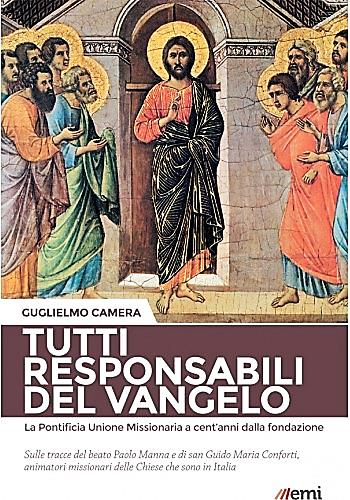 GUGLIELMO CAMERA
TUTTI
RESPONSABILI
DEL VANGELO
La Pontificia Unione Missionaria a cent'anni dalla fondazione
Sulle tracce del beato Paolo Manna e di san Guido Maria Conforti,
animatori missionari delle Chiese che sono in Italia
emi